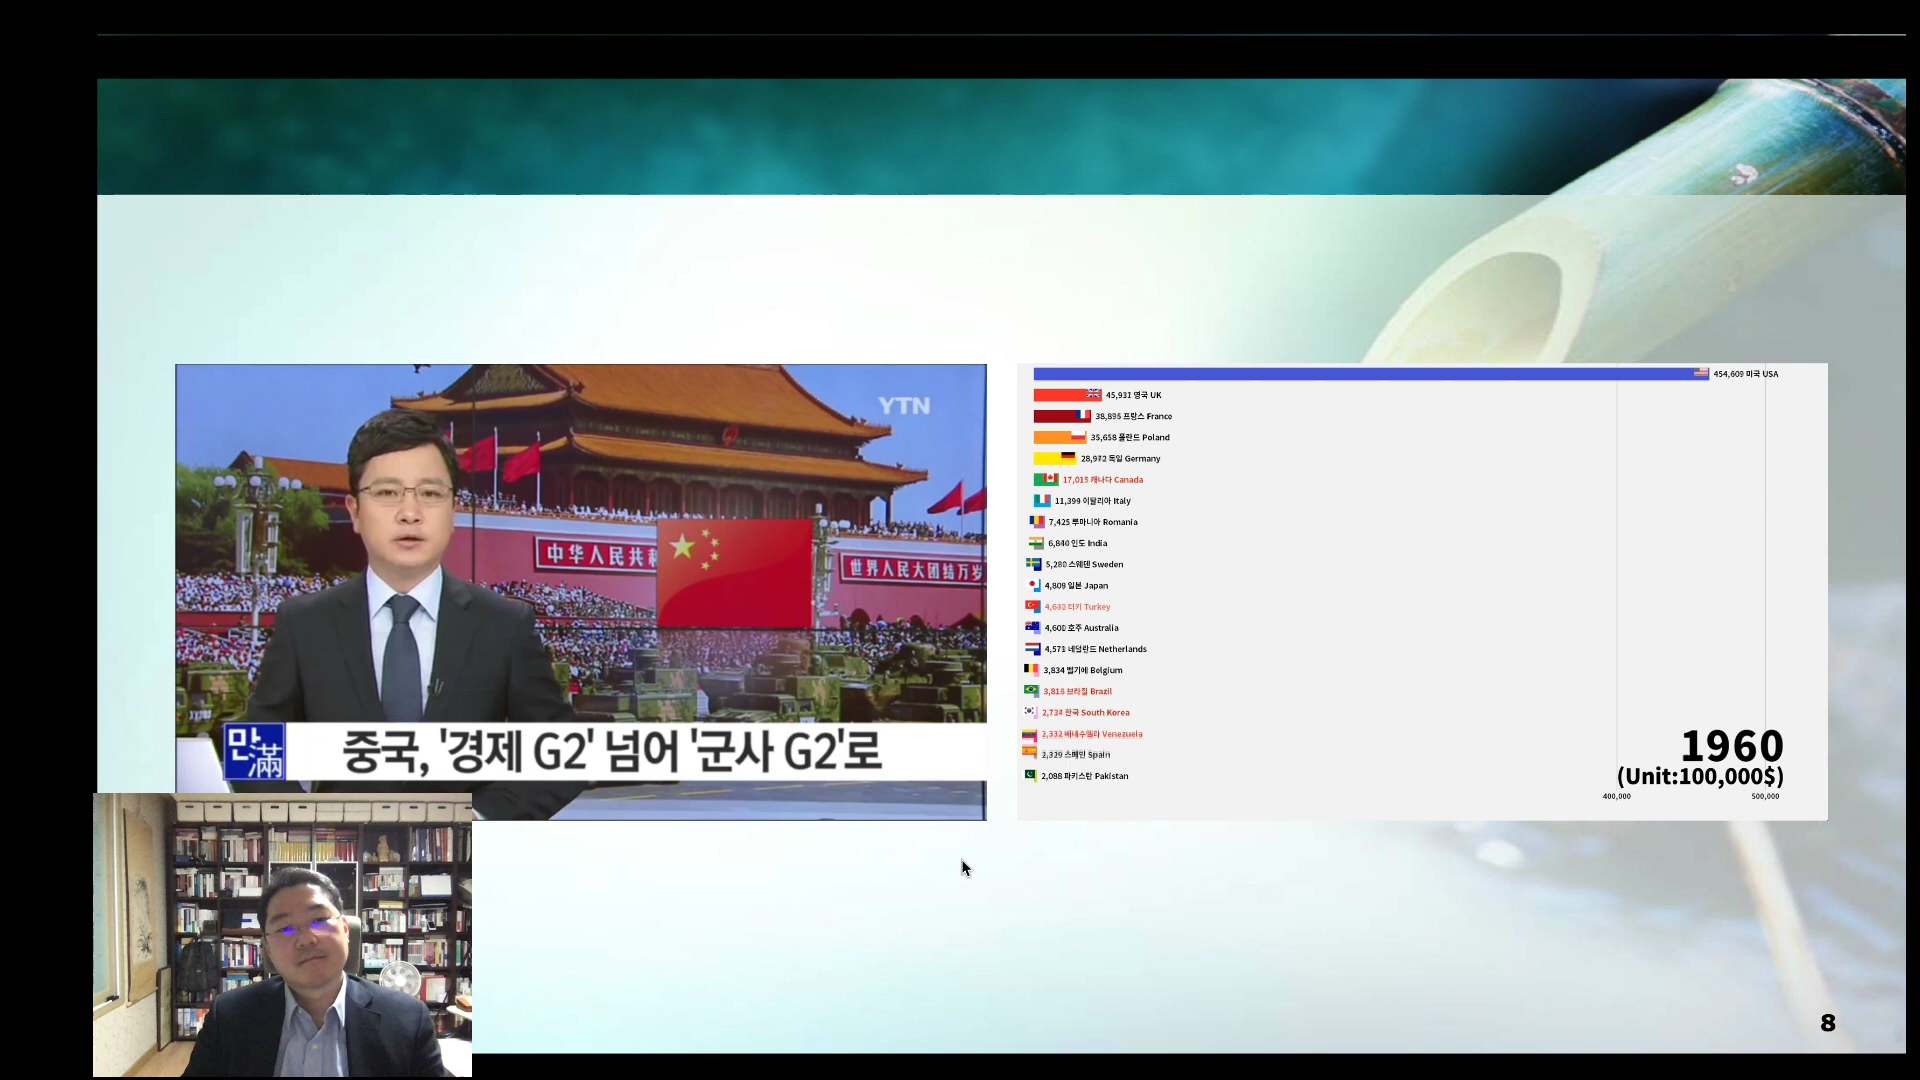 YTN
中华人民共和
世界人民大团结万岁
만滿
중국, '경제 G2' 넘어 '군사 G2'로
454,609 미국 USA
45,931 영국 UK
38,895 프랑스 France
35,658 폴란드 Poland
28,972 독일 Germany
17,015 캐나다 Canada
11,399 이탈리아 Italy
7,425 루마니아 Romania
6,840 인도 India
5,280 스웨덴 Sweden
4,809 일본 Japan
터키 Turkey
4,600 호주 Australia
4,571 네덜란드 Netherlands
3,834 벨기에 Belgium
브라질 Brazil
한국 South Korea
베네수엘라 Venezuela
2,329 스페인 Spain
2,088 파키스탄 Pakistan
1960
(Unit:100,000$)
400,000
500,000
8